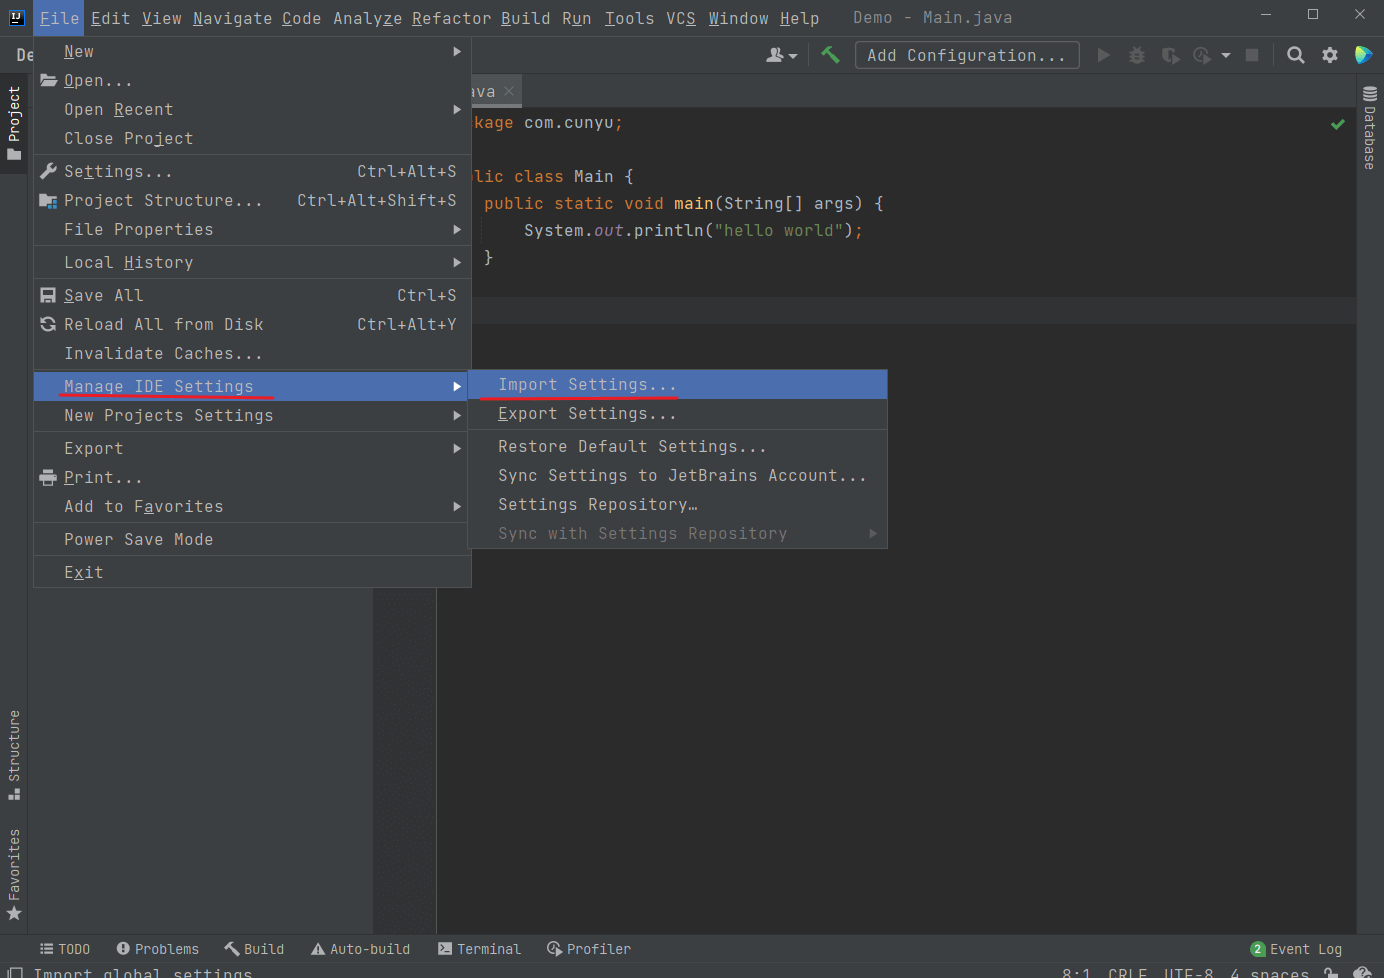 File Edit View Navigate Code Analyze Refactor Build Run Tools VCS Window Help Demo - Main.java
De
Add Configuration...
Project
New
Open...
Open Recent
Close Project
Settings... Ctrl+Alt+S
Project Structure... Ctrl+Alt+Shift+S
File Properties
Local History
Save All Ctrl+S
Reload All from Disk Ctrl+Alt+Y
Invalidate Caches...
Manage IDE Settings
New Projects Settings
Export
Print...
Add to Favorites
Power Save Mode
Exit
Import Settings...
Export Settings...
Restore Default Settings...
Sync Settings to JetBrains Account...
Settings Repository…
Sync with Settings Repository
ava
kage com.cunyu;
lic class Main {
public static void main(String[] args) {
System.out.println("hello world");
}
Database
Structure
Favorites
TODO Problems Build Auto-build Terminal Profiler 2 Event Log
Import global settings 8:1 CRLF UTF-8 4 spaces